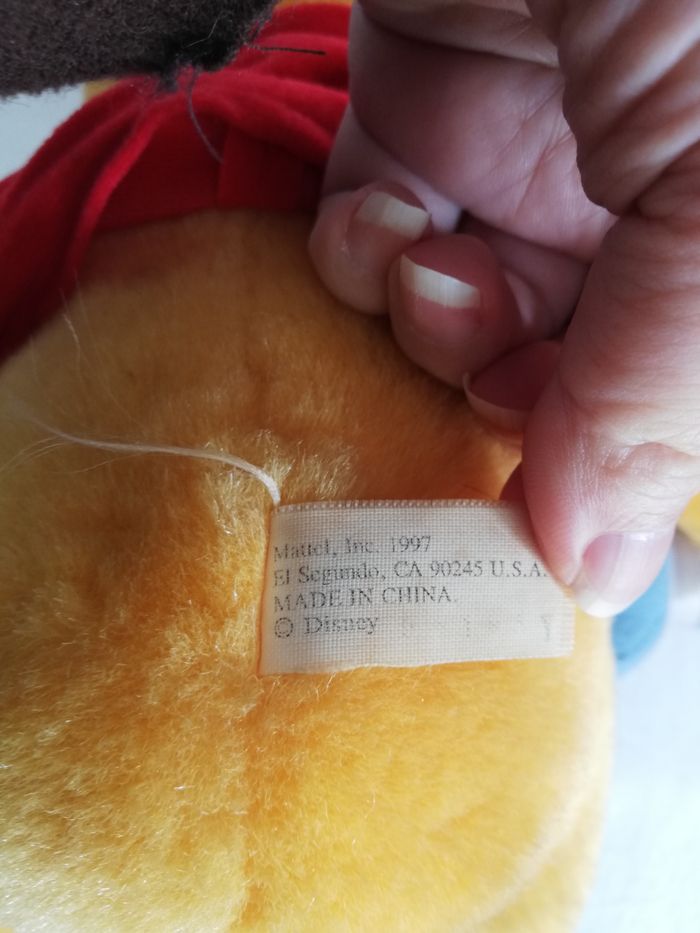 Mattel, Inc. 1997
El Segundo, CA 90245 U.S.A.
MADE IN CHINA.
© Disney